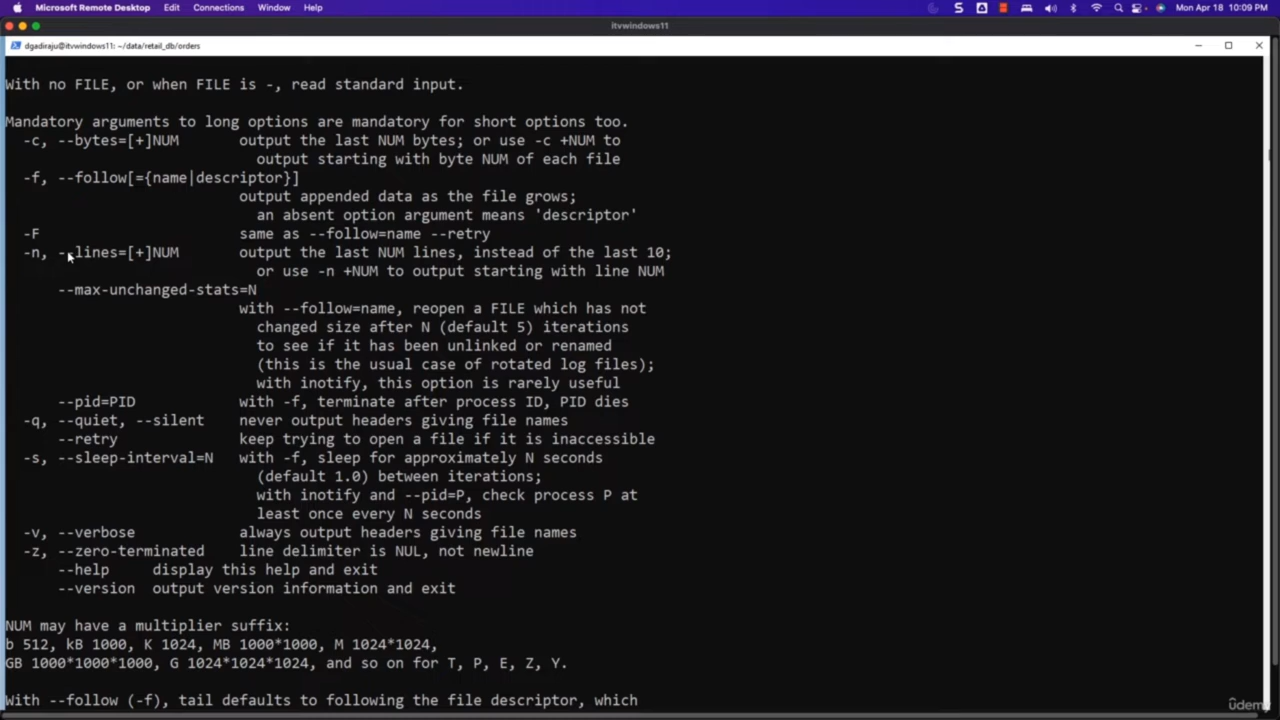 Microsoft Remote Desktop Edit Connections Window Help Mon Apr 18 10:09 PM
itvwindows11
dgadiraju@itvwindows11: ~/data/retail_db/orders
With no FILE, or when FILE is -, read standard input.
Mandatory arguments to long options are mandatory for short options too.
-c, --bytes=[+]NUM output the last NUM bytes; or use -c +NUM to
output starting with byte NUM of each file
-f, --follow[={name|descriptor}]
output appended data as the file grows;
an absent option argument means 'descriptor'
-F same as --follow=name --retry
-n, --lines=[+]NUM output the last NUM lines, instead of the last 10;
or use -n +NUM to output starting with line NUM
--max-unchanged-stats=N
with --follow=name, reopen a FILE which has not
changed size after N (default 5) iterations
to see if it has been unlinked or renamed
(this is the usual case of rotated log files);
with inotify, this option is rarely useful
--pid=PID with -f, terminate after process ID, PID dies
-q, --quiet, --silent never output headers giving file names
--retry keep trying to open a file if it is inaccessible
-s, --sleep-interval=N with -f, sleep for approximately N seconds
(default 1.0) between iterations;
with inotify and --pid=P, check process P at
least once every N seconds
-v, --verbose always output headers giving file names
-z, --zero-terminated line delimiter is NUL, not newline
--help display this help and exit
--version output version information and exit
NUM may have a multiplier suffix:
b 512, kB 1000, K 1024, MB 1000*1000, M 1024*1024,
GB 1000*1000*1000, G 1024*1024*1024, and so on for T, P, E, Z, Y.
With --follow (-f), tail defaults to following the file descriptor, which
ûdemy